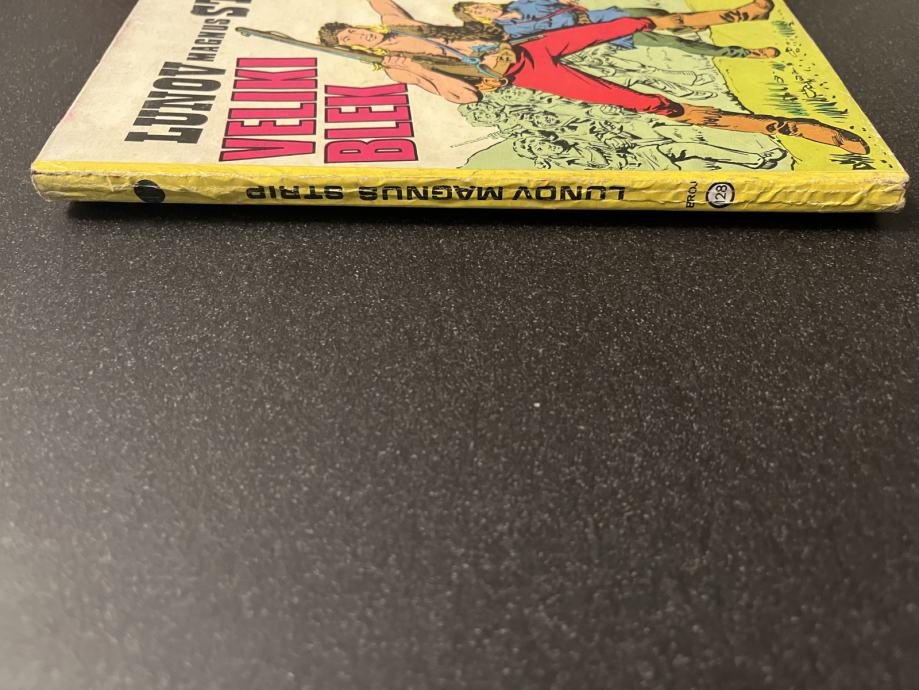 LUNOV MAGNUS
VELIKI
BLEK
LUNOV MAGNUS STRIP
BROJ
128